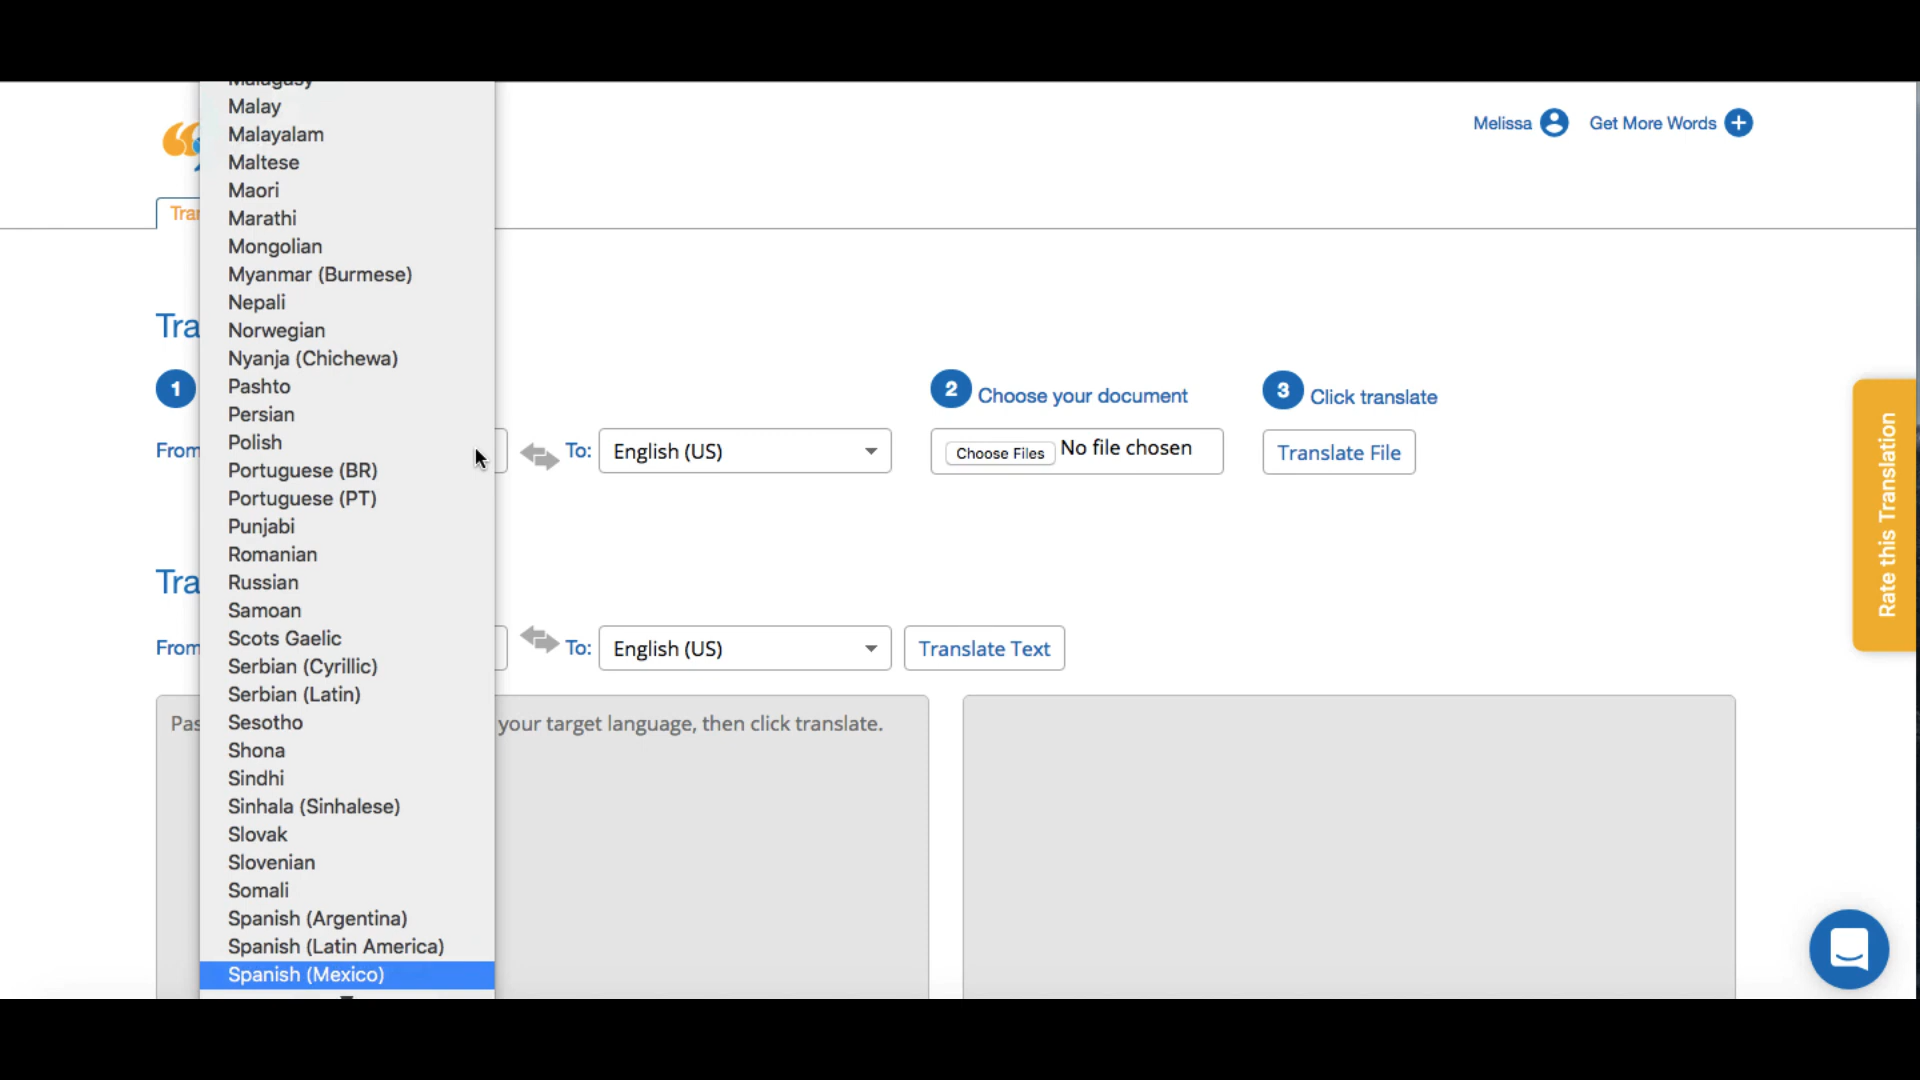 Malagasy
Malay
Malayalam
Maltese
Maori
Marathi
Mongolian
Myanmar (Burmese)
Nepali
Norwegian
Nyanja (Chichewa)
Pashto
Persian
Polish
Portuguese (BR)
Portuguese (PT)
Punjabi
Romanian
Russian
Samoan
Scots Gaelic
Serbian (Cyrillic)
Serbian (Latin)
Sesotho
Shona
Sindhi
Sinhala (Sinhalese)
Slovak
Slovenian
Somali
Spanish (Argentina)
Spanish (Latin America)
Spanish (Mexico)
Melissa
Get More Words
Tra
Tra
1
2 Choose your document
3 Click translate
From
To: English (US)
Choose Files No file chosen
Translate File
Tra
From
To: English (US)
Translate Text
Pas your target language, then click translate.
Rate this Translation